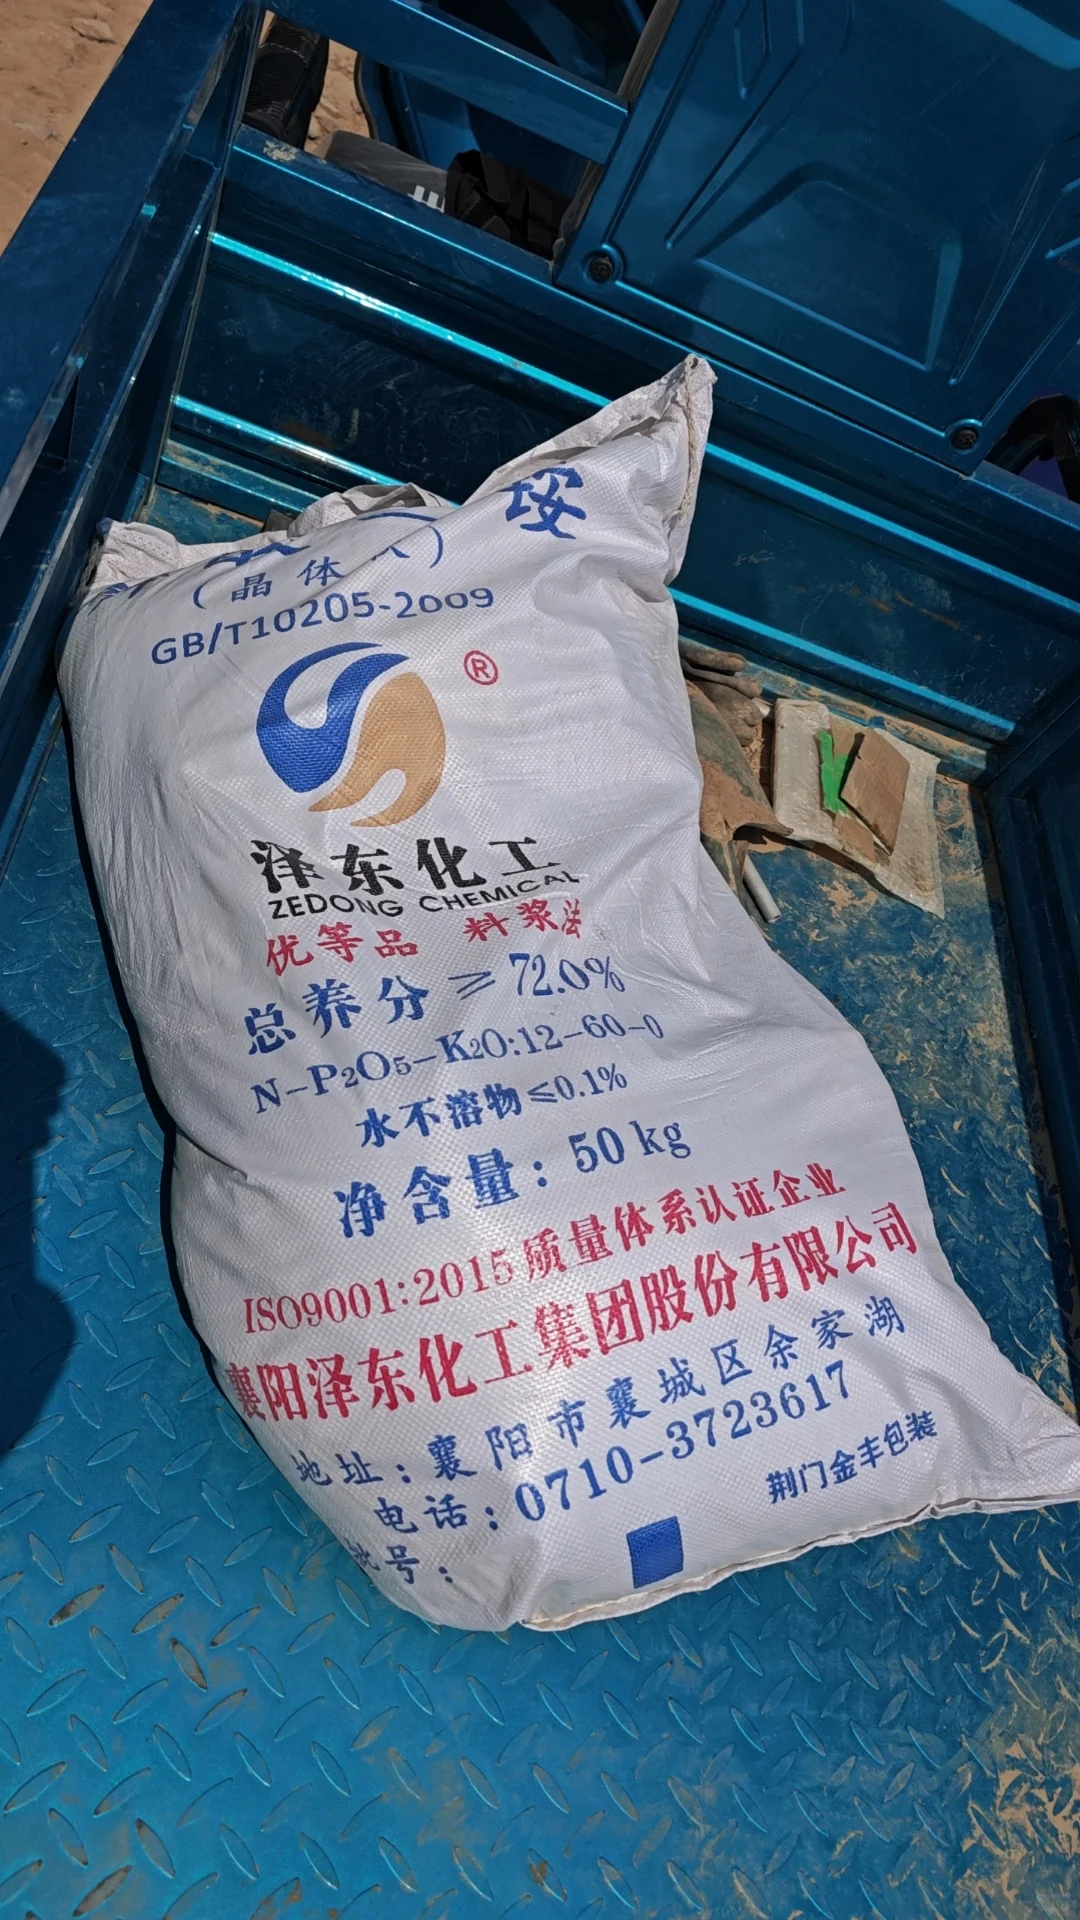 铵
(晶体状)
GB/T10205-2009
®
泽东化工
ZEDONG CHEMICAL
优等品 料浆法
总养分≥72.0%
N-P₂O₅-K₂O:12-60-0
水不溶物≤0.1%
净含量:50kg
ISO9001:2015质量体系认证企业
襄阳泽东化工集团股份有限公司
地址:襄阳市襄城区余家湖
电话:0710-3723617
批号:
荆门金丰包装